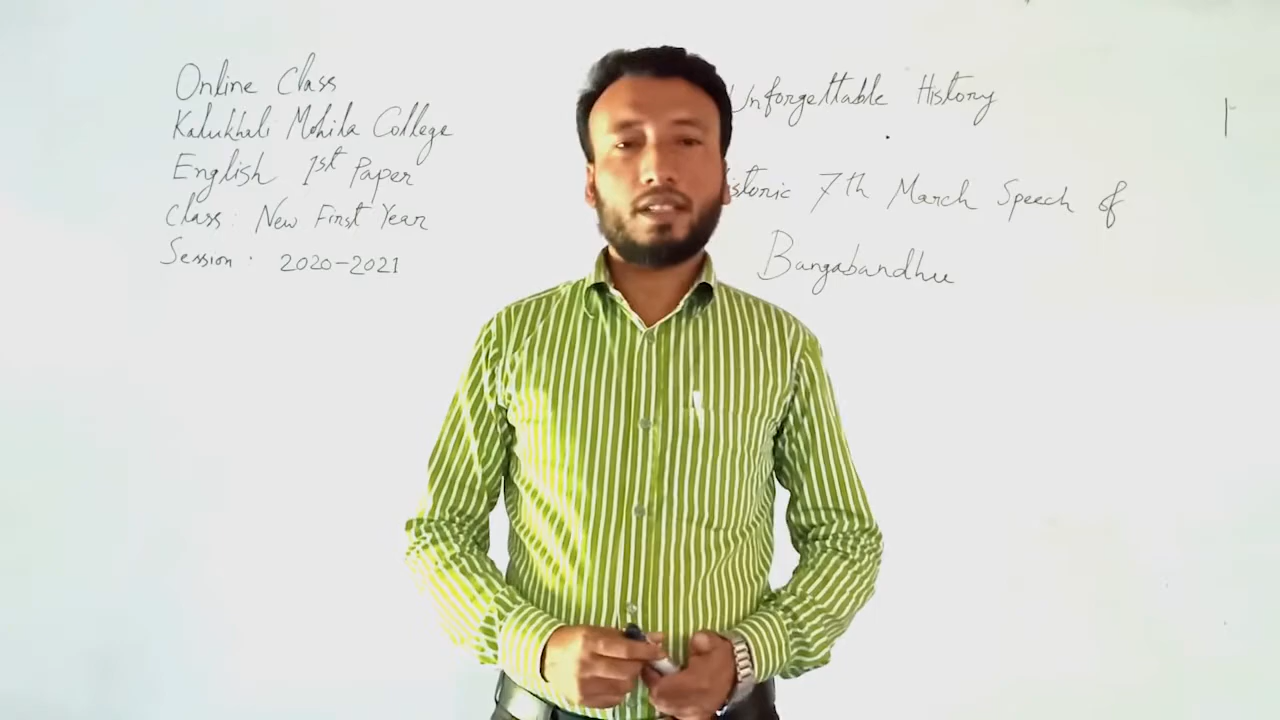 Online Class
Kalukhali Mohila College
English 1st Paper
Class: New First Year
Session: 2020-2021
Unforgettable History
istoric 7th March Speech of
Bangabandhu